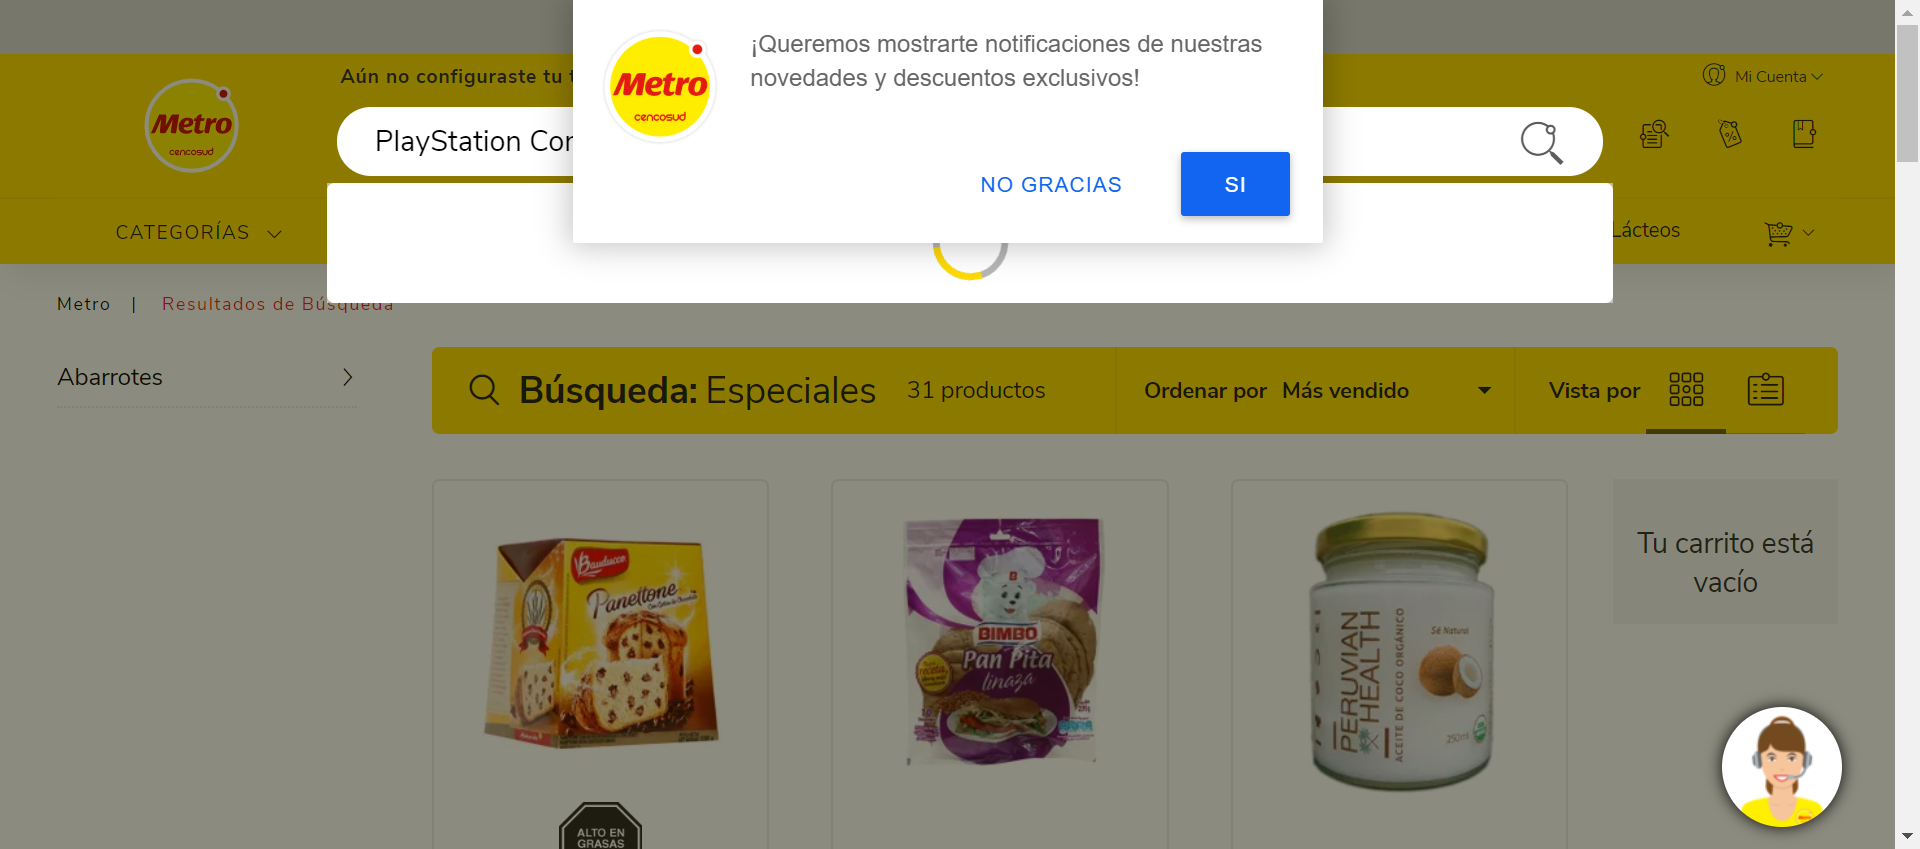 ¡Queremos mostrarte notificaciones de nuestras
novedades y descuentos exclusivos!
Metro
cencosud
NO GRACIAS
SI
Aún no configuraste tu
Mi Cuenta
Metro
cencosud
PlayStation
CATEGORÍAS
Lácteos
Metro | Resultados de Búsqueda
Abarrotes
Búsqueda: Especiales
31 productos
Ordenar por Más vendido
Vista por
Bauducco
Panettone
BIMBO
Pan Pita
linaza
PERUVIAN
HEALTH
ACEITE DE COCO ORGÁNICO
Sé Natural
250ml
Tu carrito está
vacío
ALTO EN
GRASAS